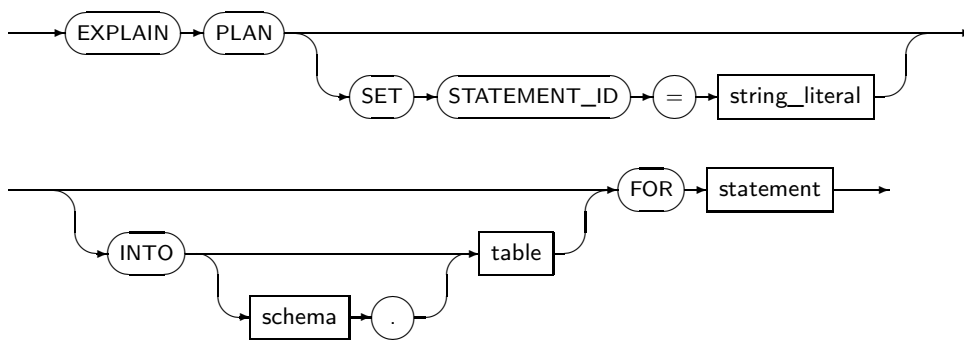 EXPLAIN PLAN
SET STATEMENT_ID = string_literal
FOR statement
INTO table
schema .